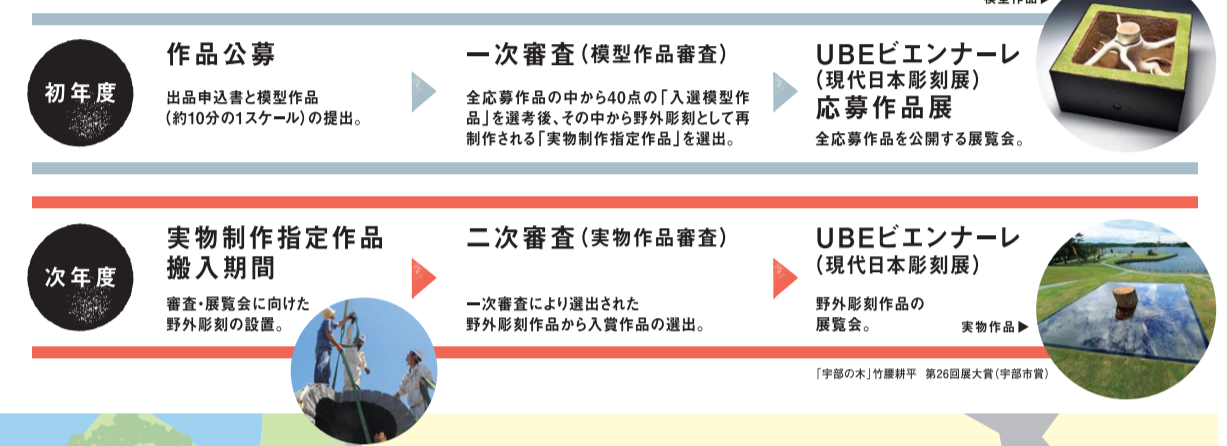 模型作品▶
初年度
作品公募
出品申込書と模型作品
(約10分の1スケール)の提出。
一次審査(模型作品審査)
全応募作品の中から40点の「入選模型作
品」を選考後、その中から野外彫刻として再
制作される「実物制作指定作品」を選出。
UBEビエンナーレ
(現代日本彫刻展)
応募作品展
全応募作品を公開する展覧会。
次年度
実物制作指定作品
搬入期間
審査・展覧会に向けた
野外彫刻の設置。
二次審査(実物作品審査)
一次審査により選出された
野外彫刻作品から入賞作品の選出。
UBEビエンナーレ
(現代日本彫刻展)
野外彫刻作品の
展覧会。
実物作品▶
「宇部の木」竹腰耕平 第26回展大賞(宇部市賞)